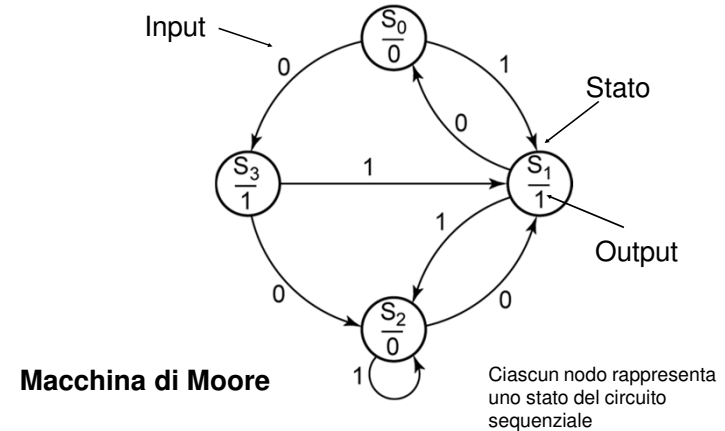 Input
S0
0
0
1
Stato
0
S3
1
1
S1
1
1
Output
0
0
S2
0
1
Macchina di Moore
Ciascun nodo rappresenta
uno stato del circuito
sequenziale